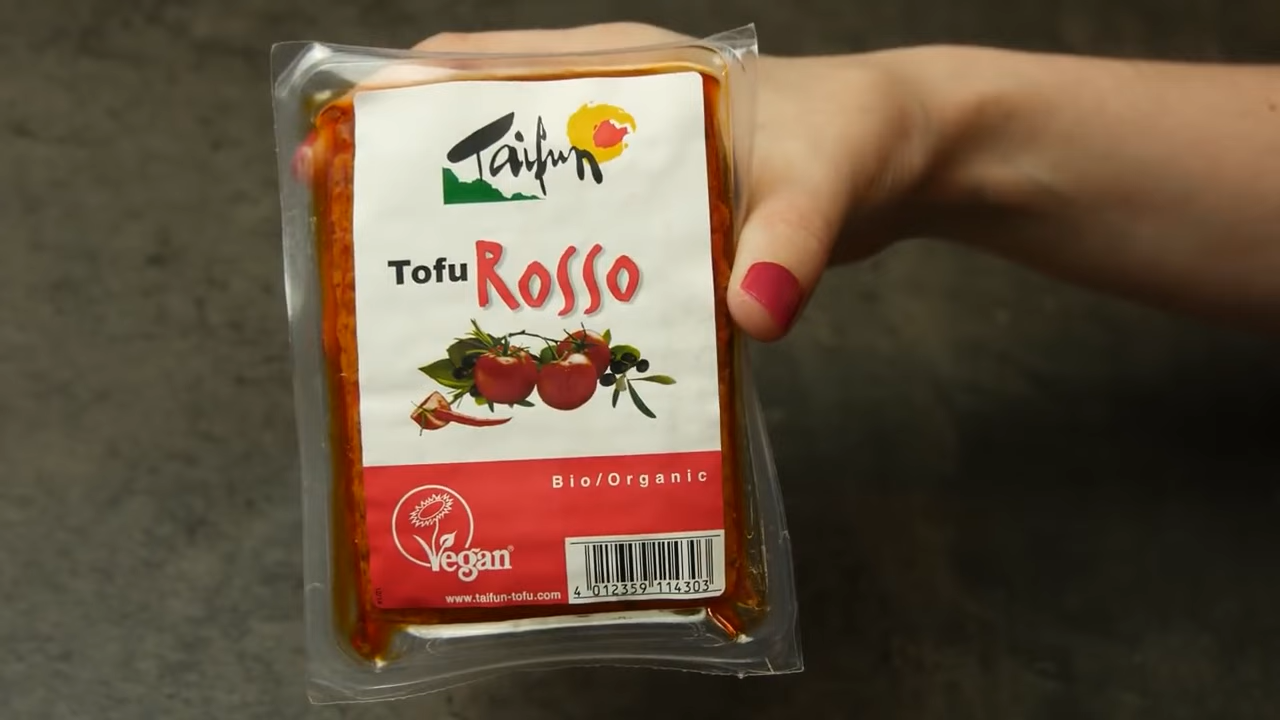 Taifun
Tofu Rosso
Bio/Organic
Vegan
www.taifun-tofu.com
4 012359 114303